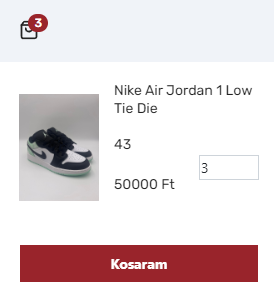 3
Nike Air Jordan 1 Low
Tie Die
43
3
50000 Ft
Kosaram